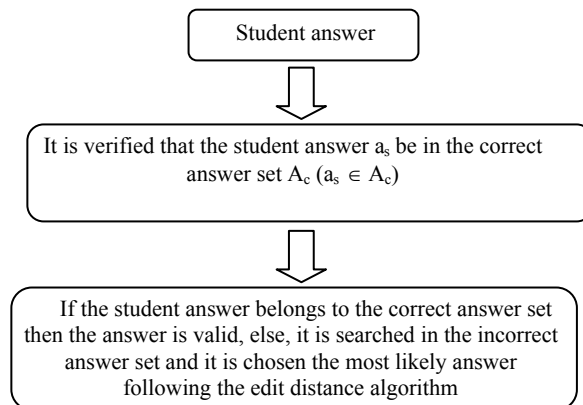 Student answer
It is verified that the student answer aₛ be in the correct
answer set A_c (aₛ ∈ A_c)
If the student answer belongs to the correct answer set
then the answer is valid, else, it is searched in the incorrect
answer set and it is chosen the most likely answer
following the edit distance algorithm